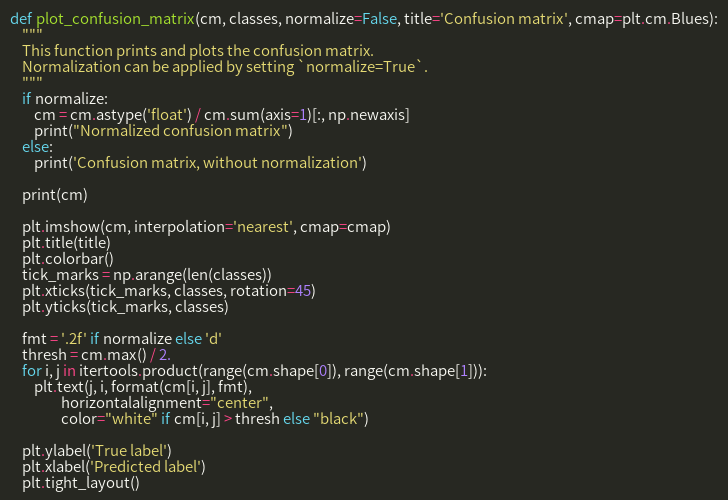 def plot_confusion_matrix(cm, classes, normalize=False, title='Confusion matrix', cmap=plt.cm.Blues):
    """
    This function prints and plots the confusion matrix.
    Normalization can be applied by setting `normalize=True`.
    """
    if normalize:
        cm = cm.astype('float') / cm.sum(axis=1)[:, np.newaxis]
        print("Normalized confusion matrix")
    else:
        print('Confusion matrix, without normalization')

    print(cm)

    plt.imshow(cm, interpolation='nearest', cmap=cmap)
    plt.title(title)
    plt.colorbar()
    tick_marks = np.arange(len(classes))
    plt.xticks(tick_marks, classes, rotation=45)
    plt.yticks(tick_marks, classes)

    fmt = '.2f' if normalize else 'd'
    thresh = cm.max() / 2.
    for i, j in itertools.product(range(cm.shape[0]), range(cm.shape[1])):
        plt.text(j, i, format(cm[i, j], fmt),
                 horizontalalignment="center",
                 color="white" if cm[i, j] > thresh else "black")

    plt.ylabel('True label')
    plt.xlabel('Predicted label')
    plt.tight_layout()